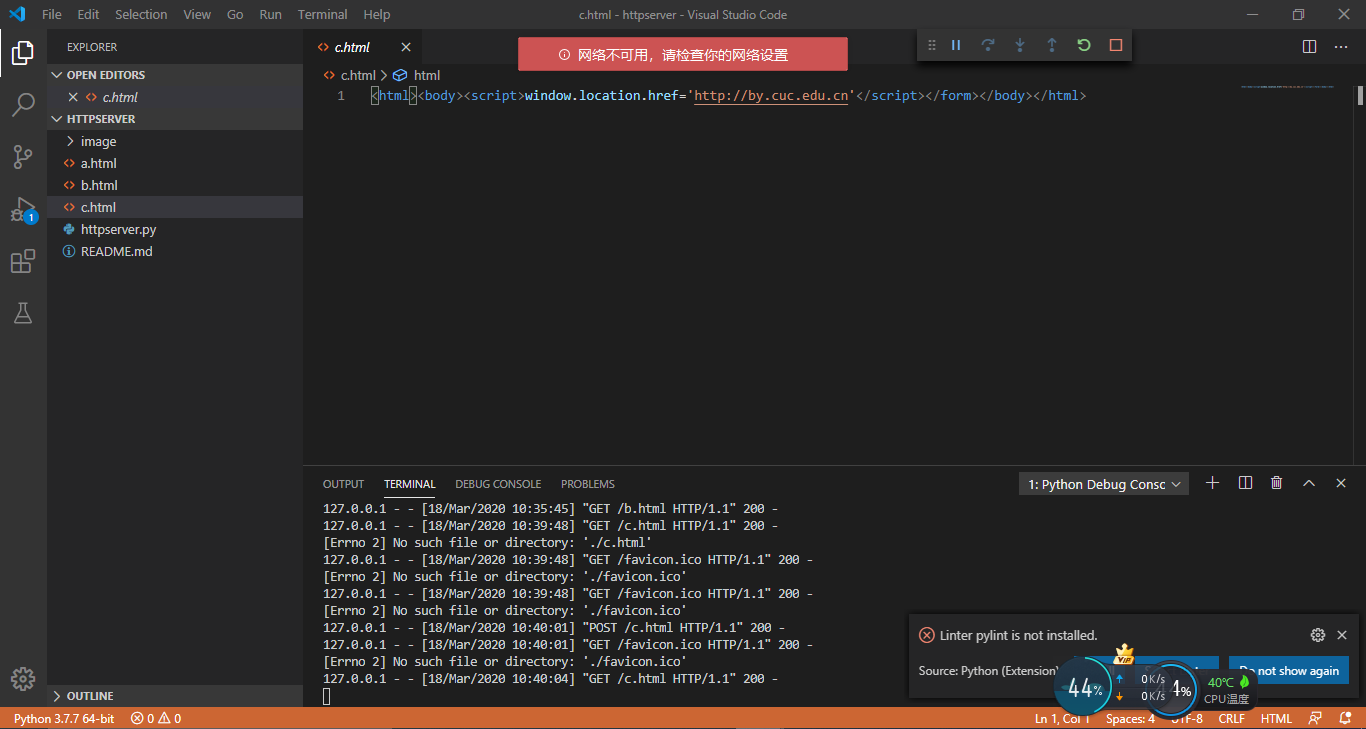 File Edit Selection View Go Run Terminal Help
c.html - httpserver - Visual Studio Code
EXPLORER
OPEN EDITORS
c.html
HTTPSERVER
image
a.html
b.html
c.html
httpserver.py
README.md
OUTLINE
1
c.html
网络不可用，请检查你的网络设置
c.html > html
1 <html><body><script>window.location.href='http://by.cuc.edu.cn'</script></form></body></html>
OUTPUT TERMINAL DEBUG CONSOLE PROBLEMS
1: Python Debug Consc
127.0.0.1 - - [18/Mar/2020 10:35:45] "GET /b.html HTTP/1.1" 200 -
127.0.0.1 - - [18/Mar/2020 10:39:48] "GET /c.html HTTP/1.1" 200 -
[Errno 2] No such file or directory: './c.html'
127.0.0.1 - - [18/Mar/2020 10:39:48] "GET /favicon.ico HTTP/1.1" 200 -
[Errno 2] No such file or directory: './favicon.ico'
127.0.0.1 - - [18/Mar/2020 10:39:48] "GET /favicon.ico HTTP/1.1" 200 -
[Errno 2] No such file or directory: './favicon.ico'
127.0.0.1 - - [18/Mar/2020 10:40:01] "POST /c.html HTTP/1.1" 200 -
127.0.0.1 - - [18/Mar/2020 10:40:01] "GET /favicon.ico HTTP/1.1" 200 -
[Errno 2] No such file or directory: './favicon.ico'
127.0.0.1 - - [18/Mar/2020 10:40:04] "GET /c.html HTTP/1.1" 200 -
Linter pylint is not installed.
Source: Python (Extension)
Do not show again
VIP
44%
0K/s
0K/s
4%
40℃
CPU温度
Python 3.7.7 64-bit 0 0
Ln 1, Col 1 Spaces: 4 UTF-8 CRLF HTML